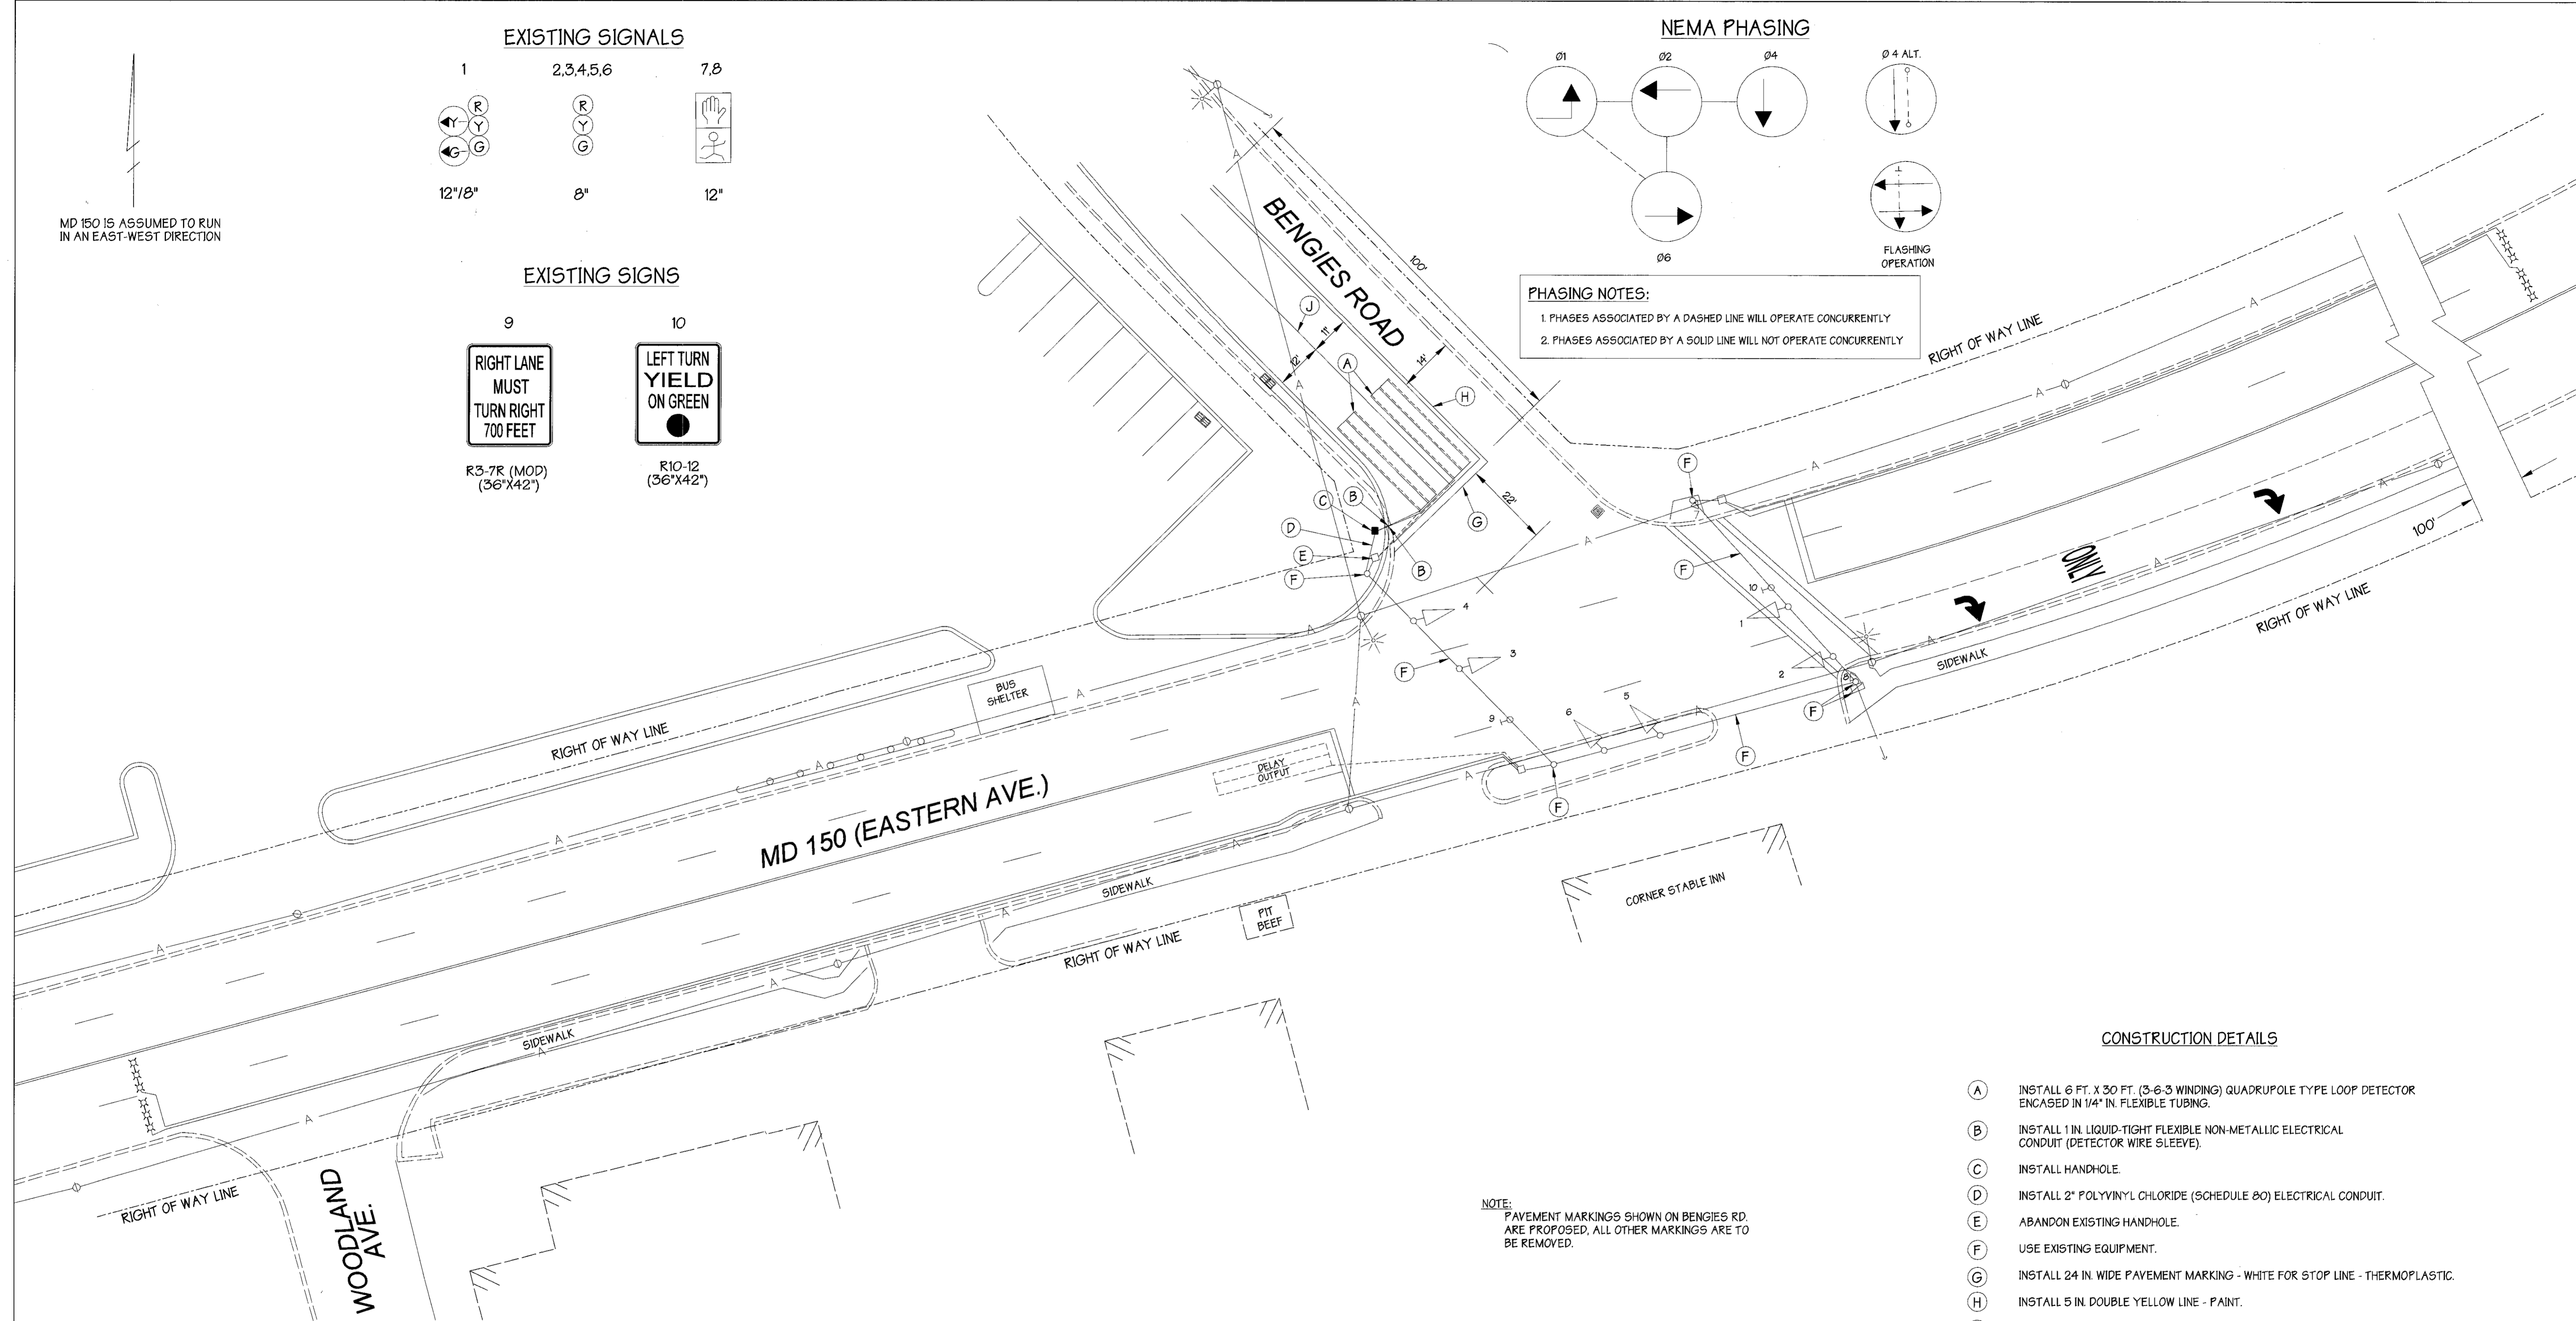 EXISTING SIGNALS
1
2,3,4,5,6
7,8
R
Y
Y
G
G
R
Y
G
12"/8"
8"
12"
MD 150 IS ASSUMED TO RUN
IN AN EAST-WEST DIRECTION
EXISTING SIGNS
9
10
RIGHT LANE
MUST
TURN RIGHT
700 FEET
LEFT TURN
YIELD
ON GREEN
R3-7R (MOD)
(36"X42")
R10-12
(36"X42")
NEMA PHASING
Ø1
Ø2
Ø4
Ø 4 ALT.
Ø6
FLASHING
OPERATION
PHASING NOTES:
1. PHASES ASSOCIATED BY A DASHED LINE WILL OPERATE CONCURRENTLY
2. PHASES ASSOCIATED BY A SOLID LINE WILL NOT OPERATE CONCURRENTLY
BENGIES ROAD
100'
J
11'
12'
14'
A
A
A
H
C
B
D
E
F
B
G
22'
A
F
7
F
10
1
2
8
F
4
3
F
9
6
5
F
F
A
A
A
A
RIGHT OF WAY LINE
ONLY
A
A
A
100'
RIGHT OF WAY LINE
SIDEWALK
BUS
SHELTER
A
A
A
A
RIGHT OF WAY LINE
A
A
A
DELAY
OUTPUT
A
A
MD 150 (EASTERN AVE.)
A
A
SIDEWALK
RIGHT OF WAY LINE
PIT
BEEF
CORNER STABLE INN
A
SIDEWALK
A
A
RIGHT OF WAY LINE
WOODLAND
AVE.
NOTE:
PAVEMENT MARKINGS SHOWN ON BENGIES RD.
ARE PROPOSED, ALL OTHER MARKINGS ARE TO
BE REMOVED.
CONSTRUCTION DETAILS
A INSTALL 6 FT. X 30 FT. (3-6-3 WINDING) QUADRUPOLE TYPE LOOP DETECTOR
ENCASED IN 1/4" IN. FLEXIBLE TUBING.
B INSTALL 1 IN. LIQUID-TIGHT FLEXIBLE NON-METALLIC ELECTRICAL
CONDUIT (DETECTOR WIRE SLEEVE).
C INSTALL HANDHOLE.
D INSTALL 2" POLYVINYL CHLORIDE (SCHEDULE 80) ELECTRICAL CONDUIT.
E ABANDON EXISTING HANDHOLE.
F USE EXISTING EQUIPMENT.
G INSTALL 24 IN. WIDE PAVEMENT MARKING - WHITE FOR STOP LINE - THERMOPLASTIC.
H INSTALL 5 IN. DOUBLE YELLOW LINE - PAINT.